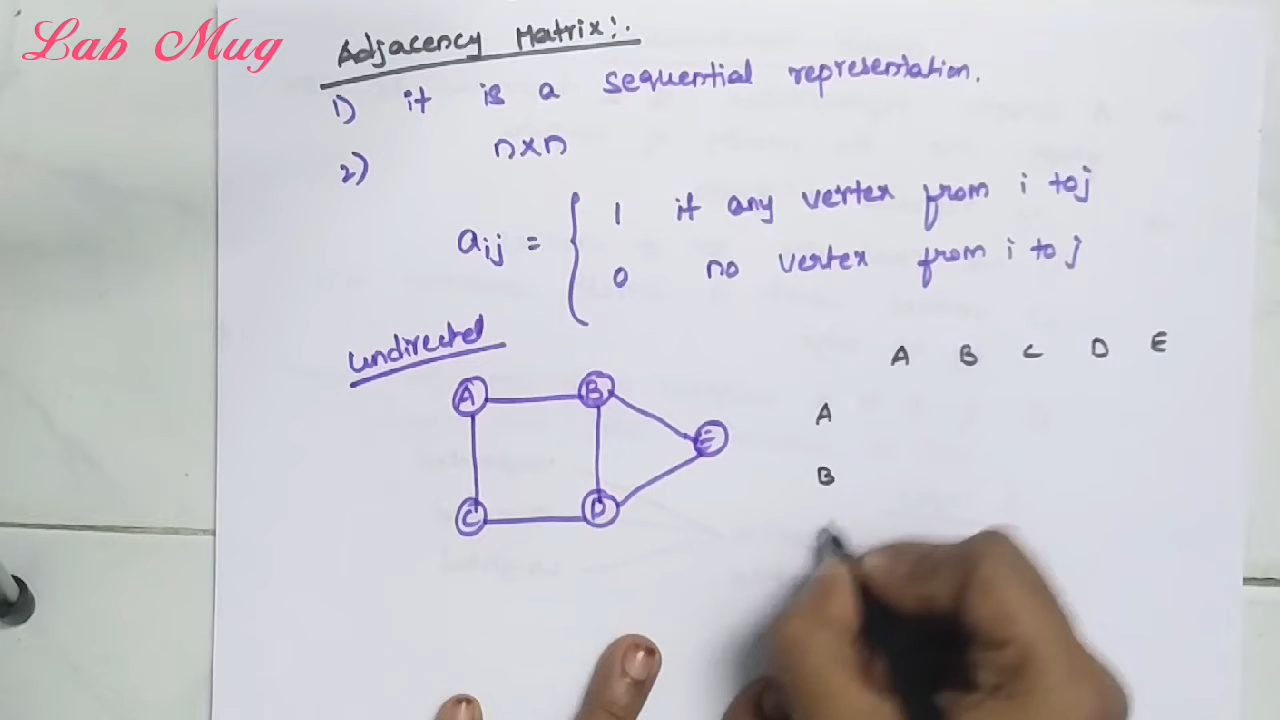 Lab Mug
Adjacency Matrix:.
1) it is a sequential representation.
2) n×n
aij = { 1 if any vertex from i to j
0 no vertex from i to j
undirected
A B C D E
A B
E
C D
A
B